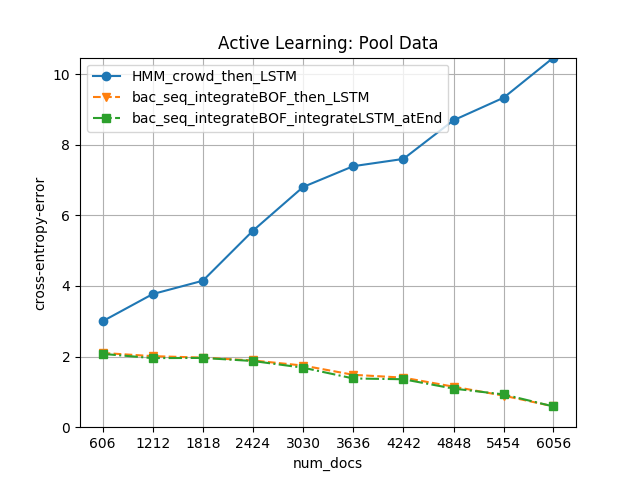 Active Learning: Pool Data
HMM_crowd_then_LSTM
bac_seq_integrateBOF_then_LSTM
bac_seq_integrateBOF_integrateLSTM_atEnd
cross-entropy-error
10
8
6
4
2
0
606 1212 1818 2424 3030 3636 4242 4848 5454 6056
num_docs